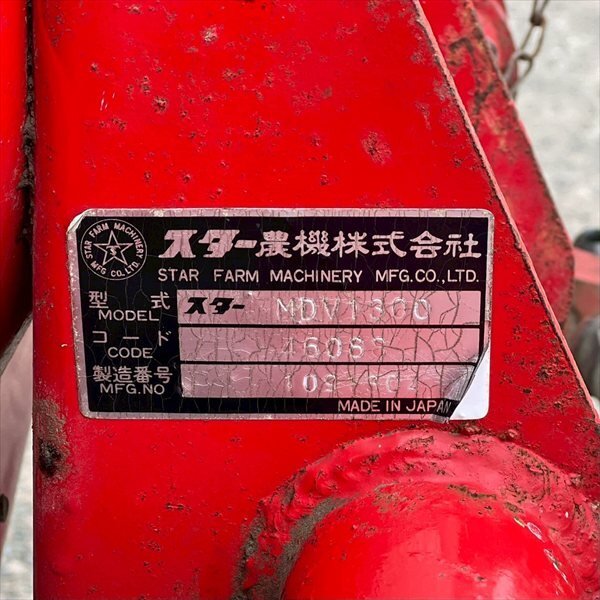 STAR FARM MACHINERY
MFG CO., LTD.
スター農機株式会社
STAR FARM MACHINERY MFG.CO.,LTD.
型式 スター MDV1300
MODEL
コード
CODE
製造番号
MFG.NO
MADE IN JAPAN